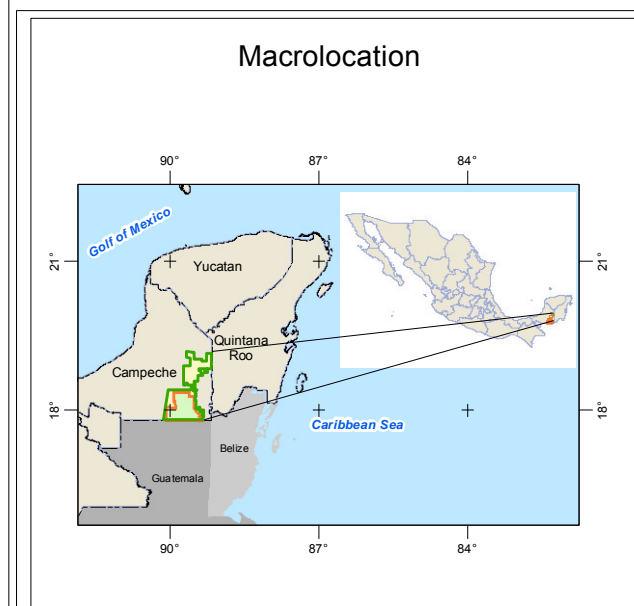 Macrolocation
90° 87° 84°
Golf of Mexico
21° 21°
Yucatan
Quintana
Roo
Campeche
18° 18°
Caribbean Sea
Belize
Guatemala
90° 87° 84°